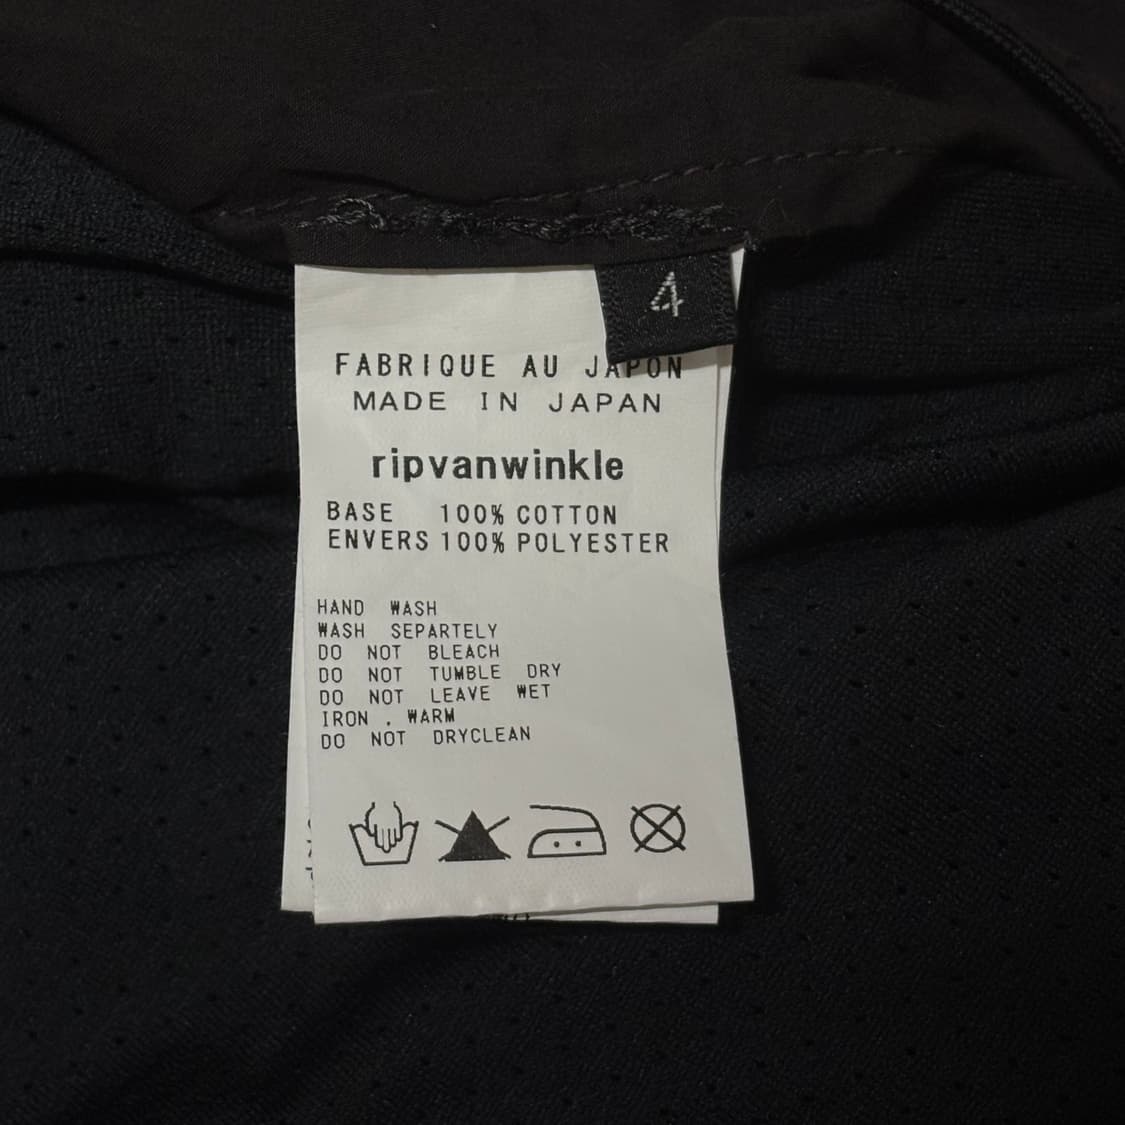 4
FABRIQUE AU JAPON
MADE IN JAPAN
ripvanwinkle
BASE 100% COTTON
ENVERS 100% POLYESTER
HAND WASH
WASH SEPARTELY
DO NOT BLEACH
DO NOT TUMBLE DRY
DO NOT LEAVE WET
IRON . WARM
DO NOT DRYCLEAN